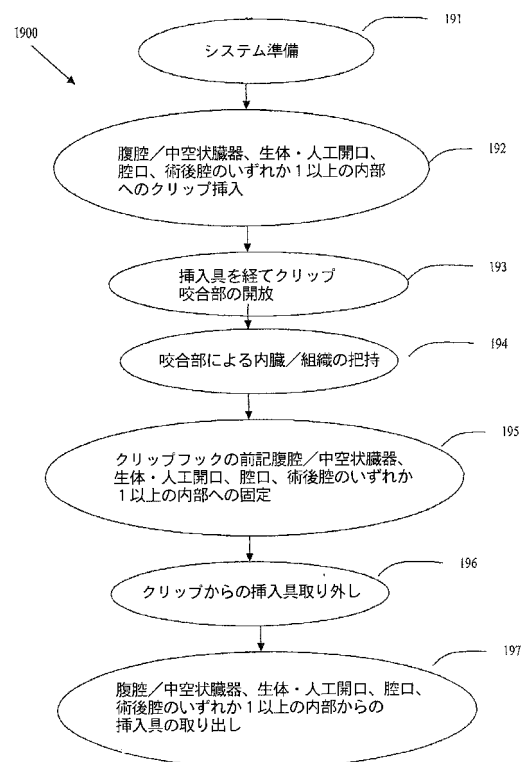 1900
191
システム準備
192
腹腔/中空状臓器、生体・人工開口、
腔口、術後腔のいずれか1以上の内部
へのクリップ挿入
193
挿入具を経てクリップ
咬合部の開放
194
咬合部による内臓/組織の把持
195
クリップフックの前記腹腔/中空状臓器、
生体・人工開口、腔口、術後腔のいずれか
1以上の内部への固定
196
クリップからの挿入具取り外し
197
腹腔/中空状臓器、生体・人工開口、腔口、
術後腔のいずれか1以上の内部からの
挿入具の取り出し